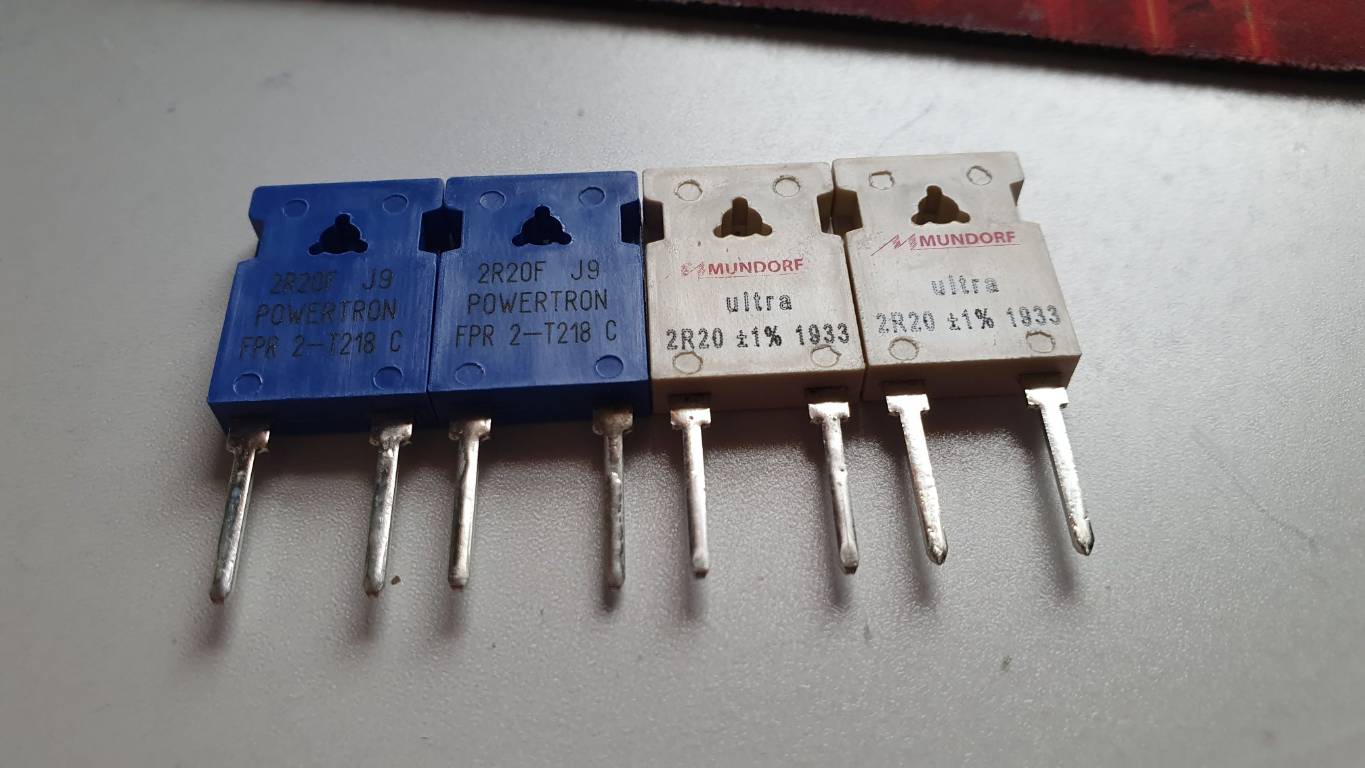 2R20F J9
POWERTRON
FPR 2-T218 C
2R20F J9
POWERTRON
FPR 2-T218 C
MUNDORF
ultra
2R20 ±1% 1933
MUNDORF
ultra
2R20 ±1% 1933